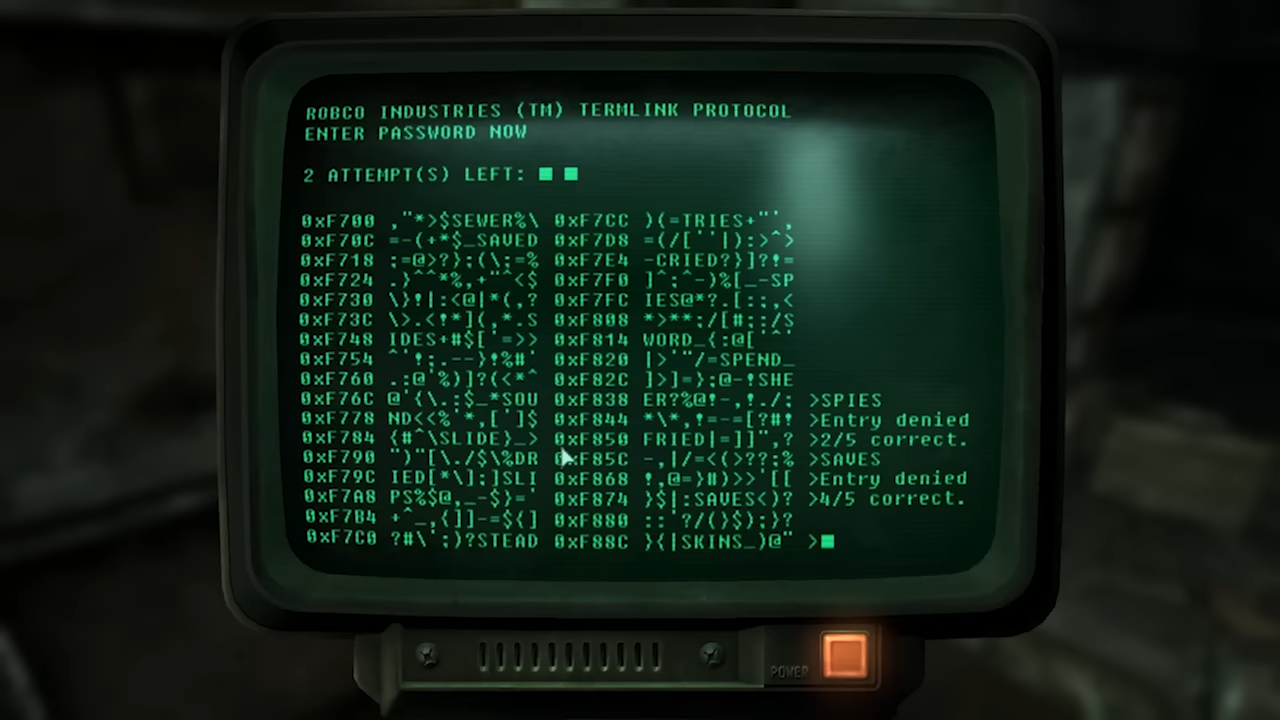 ROBCO INDUSTRIES (TM) TERMLINK PROTOCOL
ENTER PASSWORD NOW
2 ATTEMPT(S) LEFT: ■ ■
0xF700 ,"*>$SEWER%\ 0xF7CC )(=TRIES+"',
0xF70C =-(+*$_SAVED 0xF7D8 =(/[''|):>^>
0xF718 ;=@>?};(\;=% 0xF7E4 -CRIED?}]?!=
0xF724 .}^^*%,+"^<$ 0xF7F0 ]^:^-)%[_-SP
0xF730 \}!|:<@|*(,? 0xF7FC IES@*?.[:;,<
0xF73C \>.<!*](,*.S 0xF808 *>**;/[#;:/S
0xF748 IDES+#$['=>> 0xF814 WORD_{:@['^'
0xF754 ^'!;.--}!%#' 0xF820 |>'"/=SPEND_
0xF760 .:@'%)]?(<*^ 0xF82C ]>]=};@-!SHE
0xF76C @'{\.:$_*SOU 0xF838 ER?%@!-,!./; >SPIES
0xF778 ND<<%'*,[']$ 0xF844 *\*,!=-=[?#! >Entry denied
0xF784 {#^\SLIDE}_> 0xF850 FRIED|=]]",? >2/5 correct.
0xF790 ")"[\./$\%DR 0xF85C -,|/=<(>??;% >SAVES
0xF79C IED[*\];]SLI 0xF868 !,@=}#)>>'[[ >Entry denied
0xF7A8 PS%$@,_-$}=' 0xF874 }$|:SAVES<)? >4/5 correct.
0xF7B4 +^_,{]]-=${] 0xF880 ::'?/(}$);}?
0xF7C0 ?#\';)?STEAD 0xF88C }{|SKINS_)@" >■
POWER